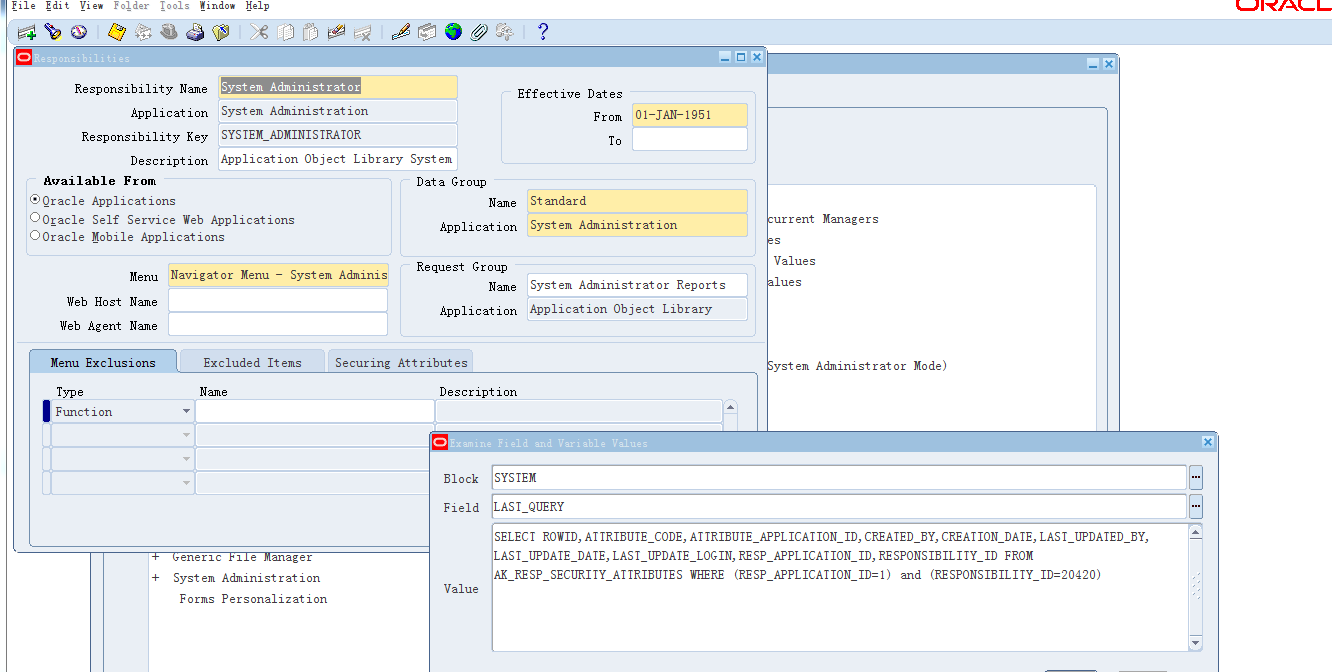 File Edit View Folder Tools Window Help
ORACL
?
Responsibilities
Responsibility Name System Administrator
Application System Administration
Responsibility Key SYSTEM_ADMINISTRATOR
Description Application Object Library System
Effective Dates
From 01-JAN-1951
To
Available From
Oracle Applications
Oracle Self Service Web Applications
Oracle Mobile Applications
Data Group
Name Standard
Application System Administration
Menu Navigator Menu - System Adminis
Web Host Name
Web Agent Name
Request Group
Name System Administrator Reports
Application Application Object Library
Menu Exclusions Excluded Items Securing Attributes
Type Name Description
Function
current Managers
es
Values
alues
System Administrator Mode)
+ Generic File Manager
+ System Administration
Forms Personalization
Examine Field and Variable Values
Block SYSTEM ...
Field LAST_QUERY ...
Value
SELECT ROWID,ATTRIBUTE_CODE,ATTRIBUTE_APPLICATION_ID,CREATED_BY,CREATION_DATE,LAST_UPDATED_BY,
LAST_UPDATE_DATE,LAST_UPDATE_LOGIN,RESP_APPLICATION_ID,RESPONSIBILITY_ID FROM
AK_RESP_SECURITY_ATTRIBUTES WHERE (RESP_APPLICATION_ID=1) and (RESPONSIBILITY_ID=20420)